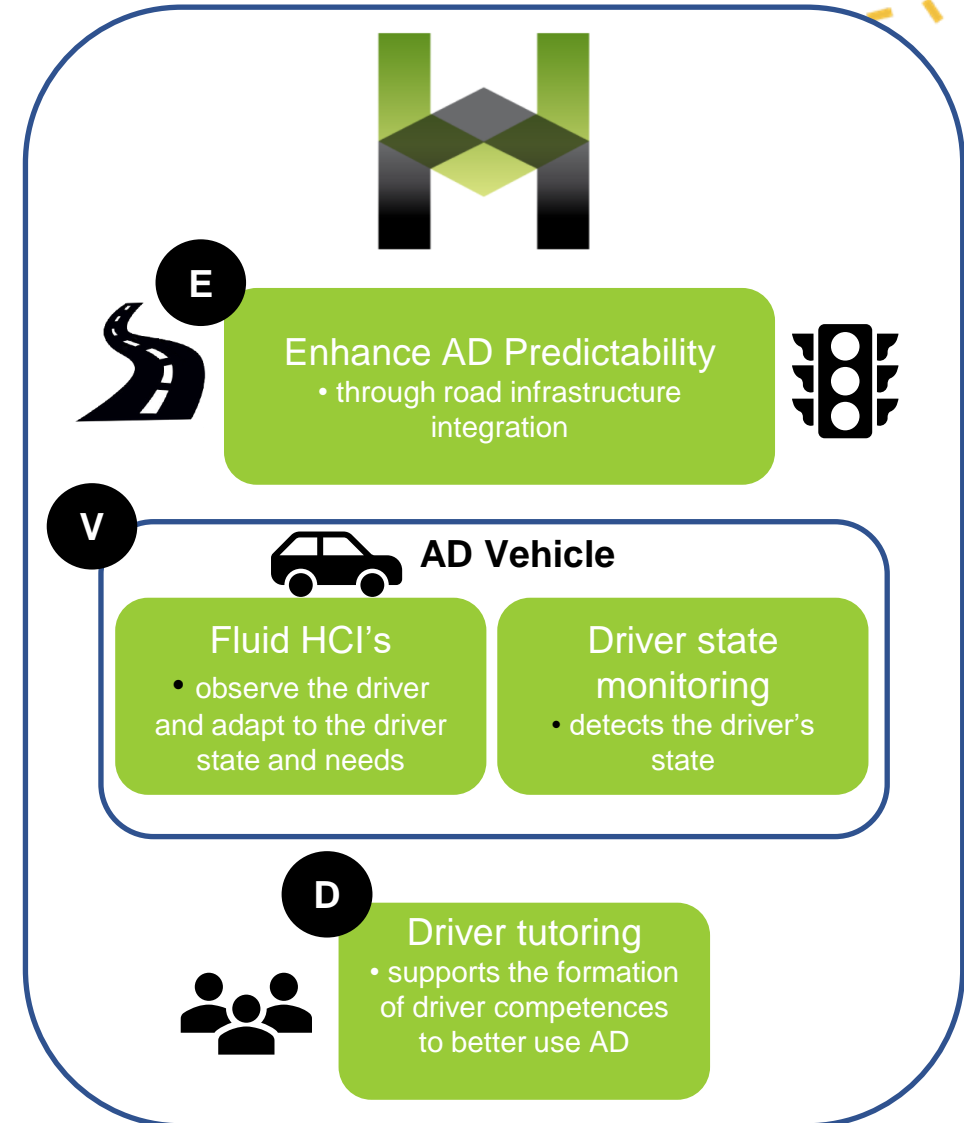 E
Enhance AD Predictability
• through road infrastructure
integration
V
AD Vehicle
Fluid HCI's
• observe the driver
and adapt to the driver
state and needs
Driver state
monitoring
• detects the driver's
state
D
Driver tutoring
• supports the formation
of driver competences
to better use AD